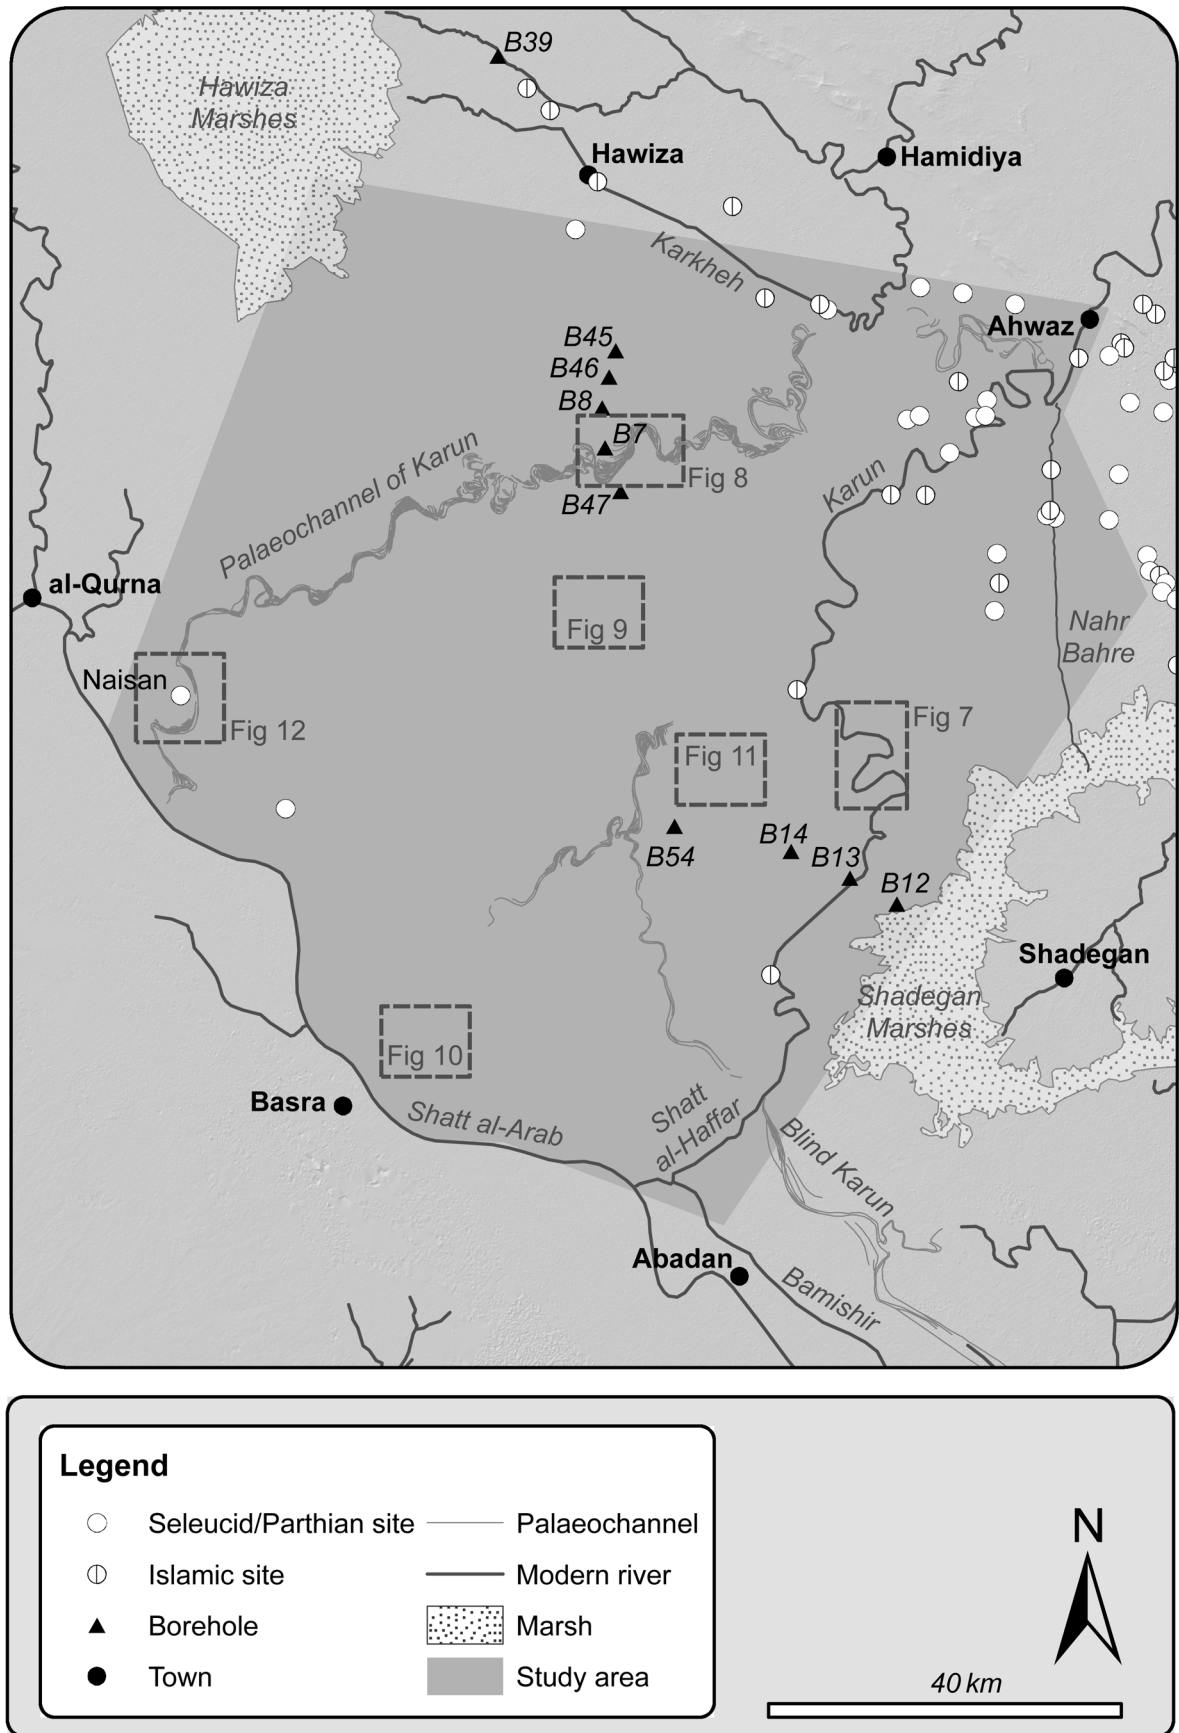 B39
Hawiza
Marshes
Hawiza
Hamidiya
Karkheh
Ahwaz
B45
B46
B8
B7
Fig 8
B47
Palaeochannel of Karun
Karun
al-Qurna
Fig 9
Nahr
Bahre
Naisan
Fig 12
Fig 7
Fig 11
B14
B54
B13
B12
Shadegan
Shadegan
Marshes
Fig 10
Basra
Shatt al-Arab
Shatt
al-Haffar
Blind Karun
Abadan
Bamishir
Legend
Seleucid/Parthian site
Palaeochannel
Islamic site
Modern river
Borehole
Marsh
Town
Study area
N
40 km